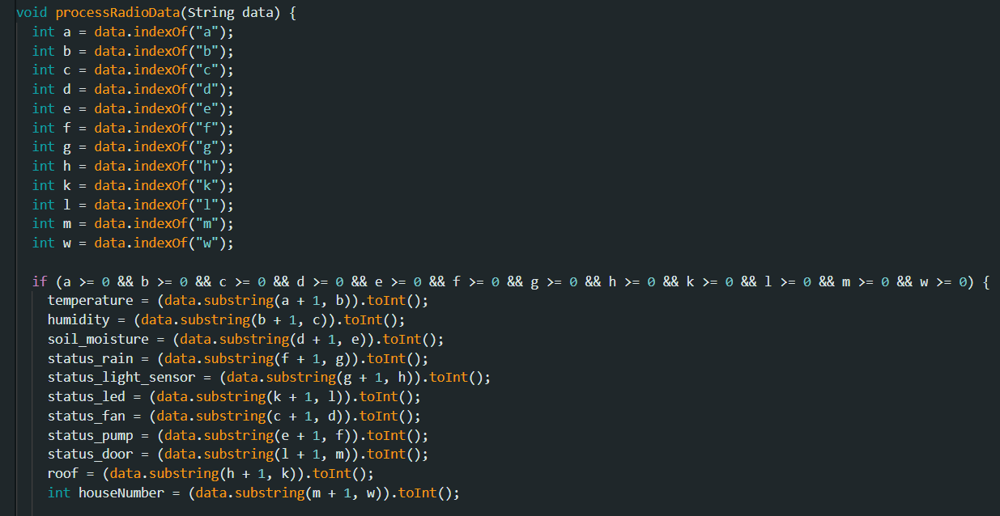 void processRadioData(String data) {
  int a = data.indexOf("a");
  int b = data.indexOf("b");
  int c = data.indexOf("c");
  int d = data.indexOf("d");
  int e = data.indexOf("e");
  int f = data.indexOf("f");
  int g = data.indexOf("g");
  int h = data.indexOf("h");
  int k = data.indexOf("k");
  int l = data.indexOf("l");
  int m = data.indexOf("m");
  int w = data.indexOf("w");

  if (a >= 0 && b >= 0 && c >= 0 && d >= 0 && e >= 0 && f >= 0 && g >= 0 && h >= 0 && k >= 0 && l >= 0 && m >= 0 && w >= 0) {
    temperature = (data.substring(a + 1, b)).toInt();
    humidity = (data.substring(b + 1, c)).toInt();
    soil_moisture = (data.substring(d + 1, e)).toInt();
    status_rain = (data.substring(f + 1, g)).toInt();
    status_light_sensor = (data.substring(g + 1, h)).toInt();
    status_led = (data.substring(k + 1, l)).toInt();
    status_fan = (data.substring(c + 1, d)).toInt();
    status_pump = (data.substring(e + 1, f)).toInt();
    status_door = (data.substring(l + 1, m)).toInt();
    roof = (data.substring(h + 1, k)).toInt();
    int houseNumber = (data.substring(m + 1, w)).toInt();